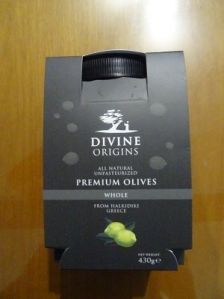 DIVINE
ORIGINS
ALL NATURAL
UNPASTEURIZED
PREMIUM OLIVES
WHOLE
FROM HALKIDIKI
GREECE
NET WEIGHT
430g℮